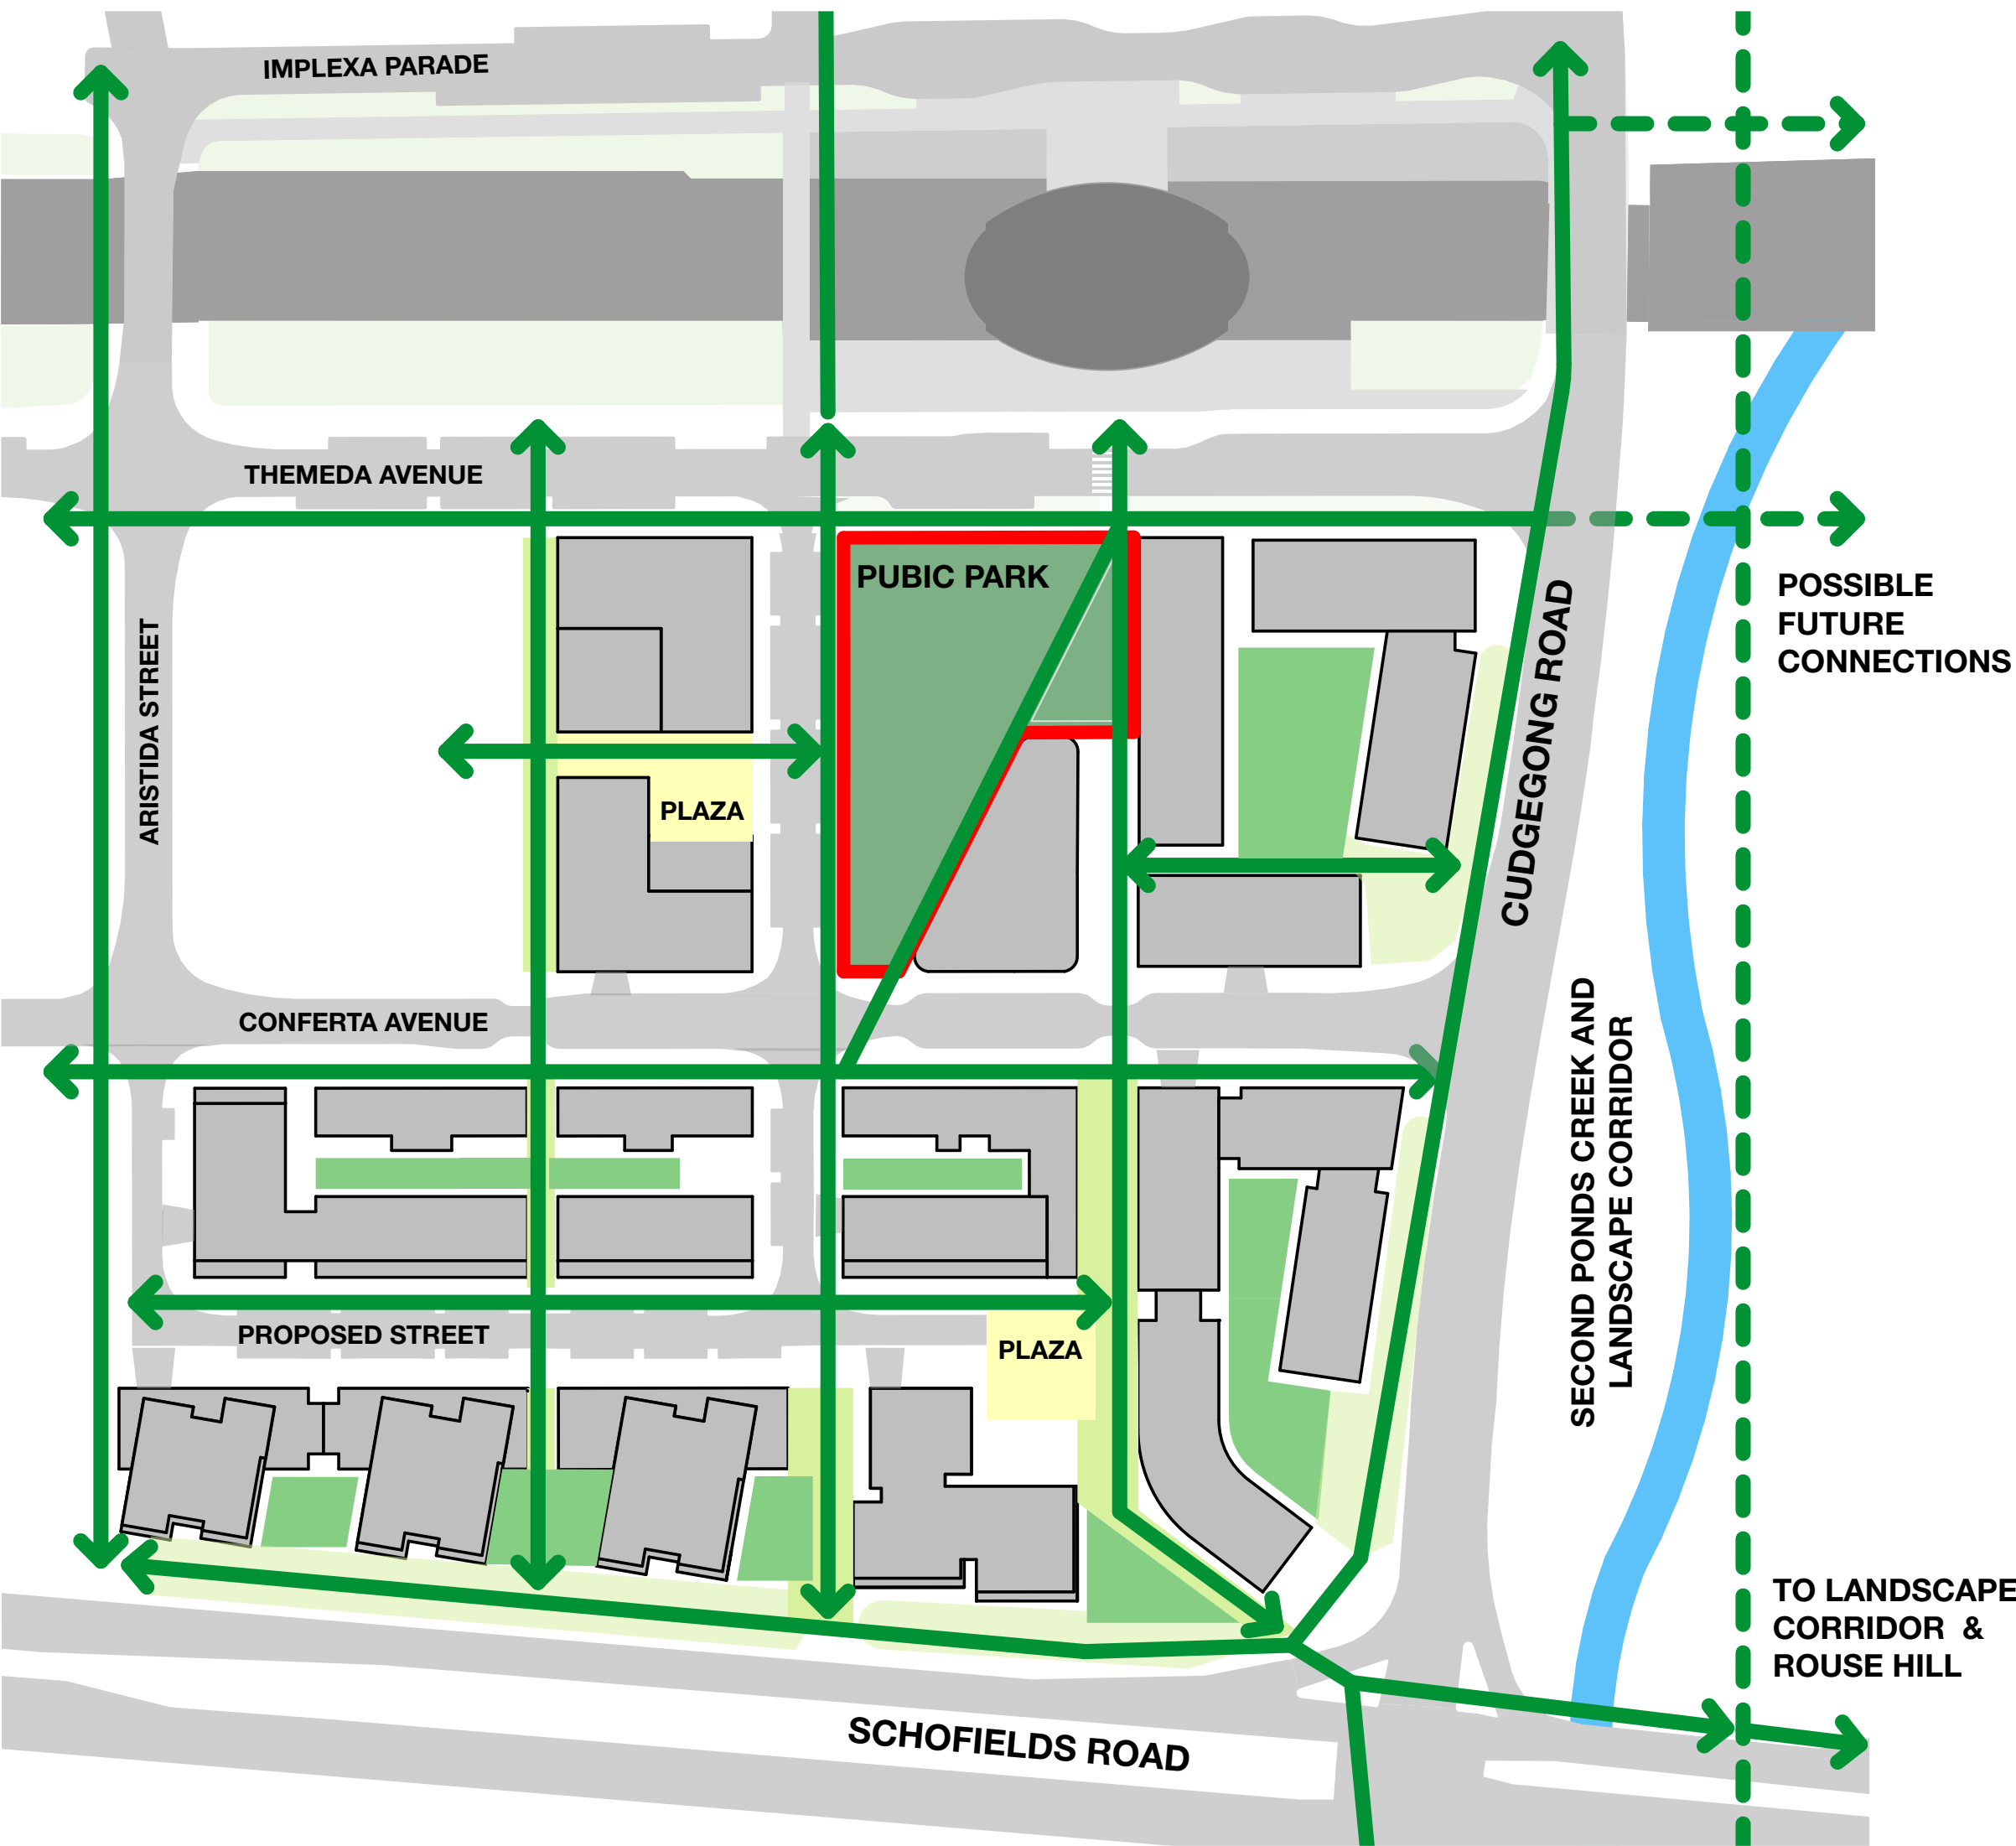 IMPLEXA PARADE
THEMEDA AVENUE
PUBIC PARK
POSSIBLE
FUTURE
CONNECTIONS
ARISTIDA STREET
CUDGEGONG ROAD
PLAZA
CONFERTA AVENUE
SECOND PONDS CREEK AND
LANDSCAPE CORRIDOR
PROPOSED STREET
PLAZA
TO LANDSCAPE
CORRIDOR &
ROUSE HILL
SCHOFIELDS ROAD